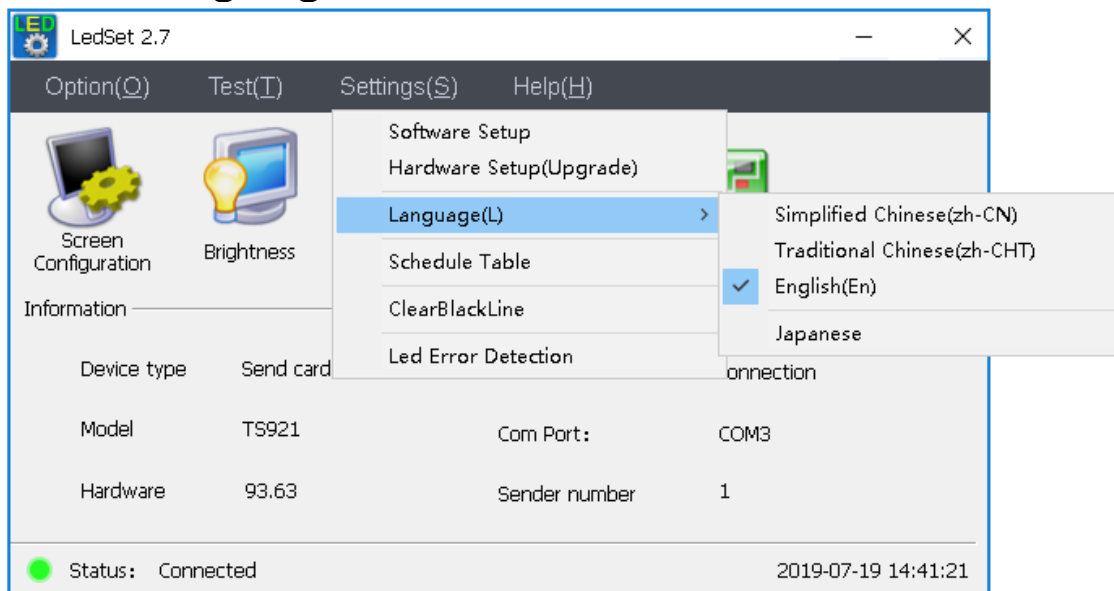 LED
LedSet 2.7
Option(O) Test(T) Settings(S) Help(H)
Software Setup
Hardware Setup(Upgrade)
Language(L)
Simplified Chinese(zh-CN)
Traditional Chinese(zh-CHT)
English(En)
Japanese
Schedule Table
ClearBlackLine
Led Error Detection
Screen
Configuration
Brightness
Information
Device type Send card onnection
Model TS921 Com Port: COM3
Hardware 93.63 Sender number 1
Status: Connected 2019-07-19 14:41:21